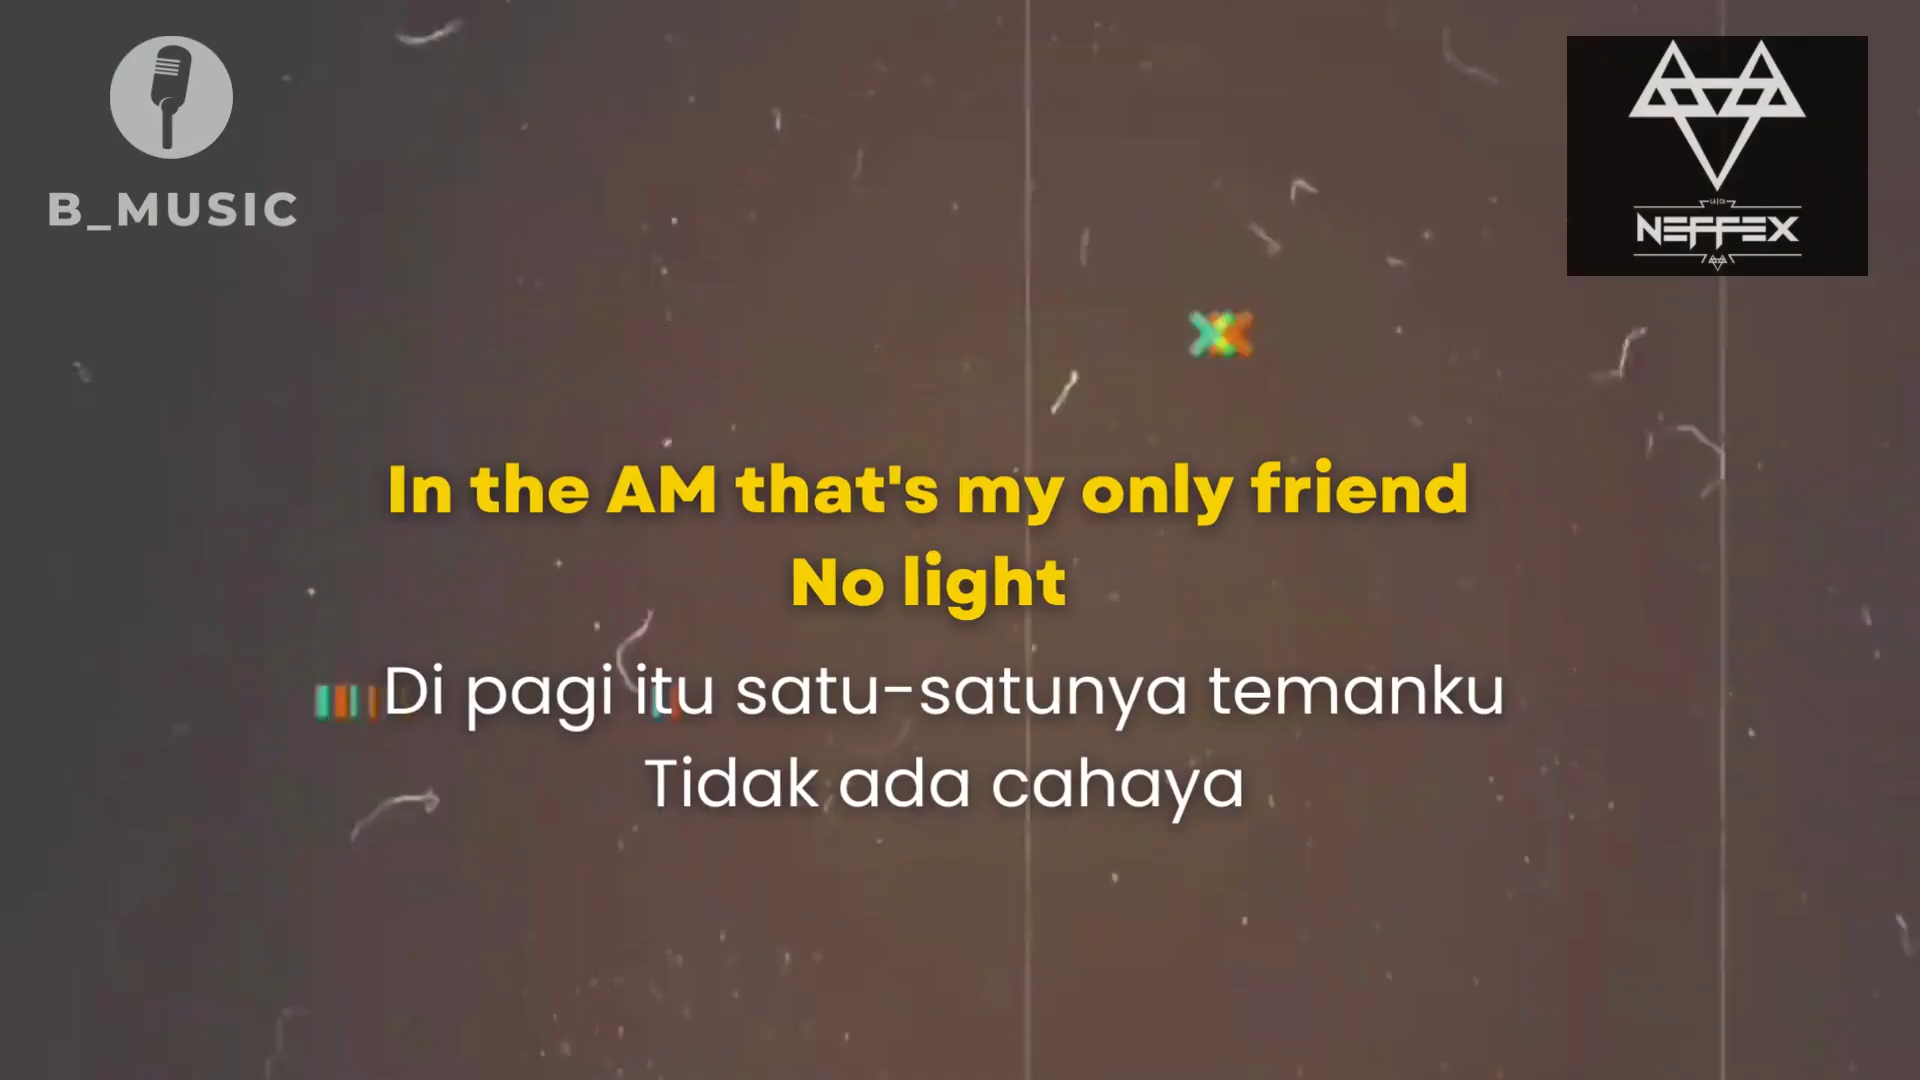 B_MUSIC
NEFFEX
In the AM that's my only friend
No light
Di pagi itu satu-satunya temanku
Tidak ada cahaya